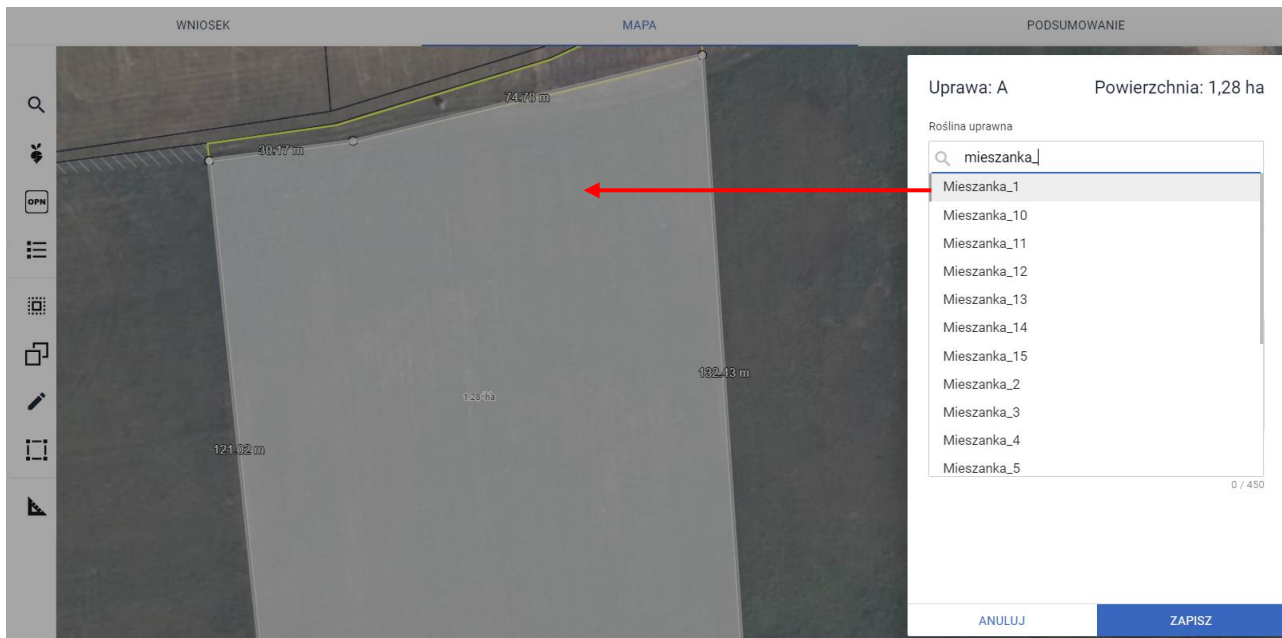 WNIOSEK
MAPA
PODSUMOWANIE
OPN
74.78 m
30.17 m
132.43 m
1.28 ha
121.02 m
Uprawa: A
Powierzchnia: 1,28 ha
Roślina uprawna
mieszanka_
Mieszanka_1
Mieszanka_10
Mieszanka_11
Mieszanka_12
Mieszanka_13
Mieszanka_14
Mieszanka_15
Mieszanka_2
Mieszanka_3
Mieszanka_4
Mieszanka_5
0 / 450
ANULUJ
ZAPISZ